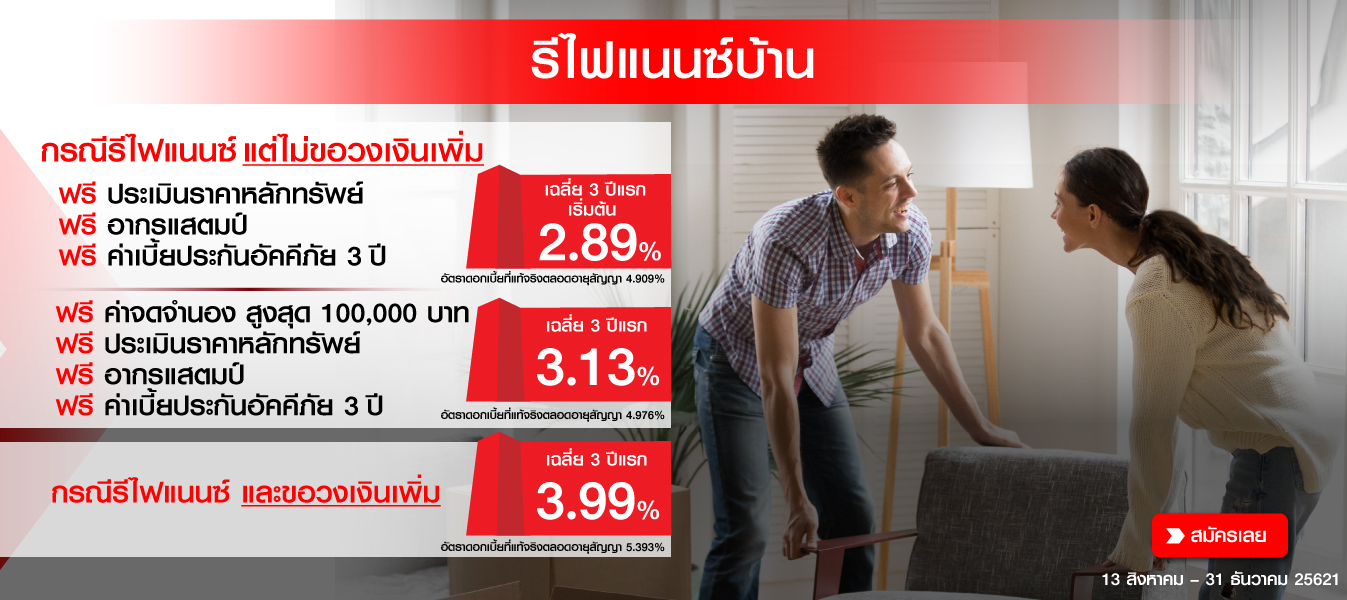 รีไฟแนนซ์บ้าน
กรณีรีไฟแนนซ์ แต่ไม่ขอวงเงินเพิ่ม
ฟรี ประเมินราคาหลักทรัพย์
ฟรี อากรแสตมป์
ฟรี ค่าเบี้ยประกันอัคคีภัย 3 ปี
เฉลี่ย 3 ปีแรก
เริ่มต้น
2.89%
อัตราดอกเบี้ยที่แท้จริงตลอดอายุสัญญา 4.909%
ฟรี ค่าจดจำนอง สูงสุด 100,000 บาท
ฟรี ประเมินราคาหลักทรัพย์
ฟรี อากรแสตมป์
ฟรี ค่าเบี้ยประกันอัคคีภัย 3 ปี
เฉลี่ย 3 ปีแรก
3.13%
อัตราดอกเบี้ยที่แท้จริงตลอดอายุสัญญา 4.976%
กรณีรีไฟแนนซ์ และขอวงเงินเพิ่ม
เฉลี่ย 3 ปีแรก
3.99%
อัตราดอกเบี้ยที่แท้จริงตลอดอายุสัญญา 5.393%
สมัครเลย
13 สิงหาคม - 31 ธันวาคม 25621